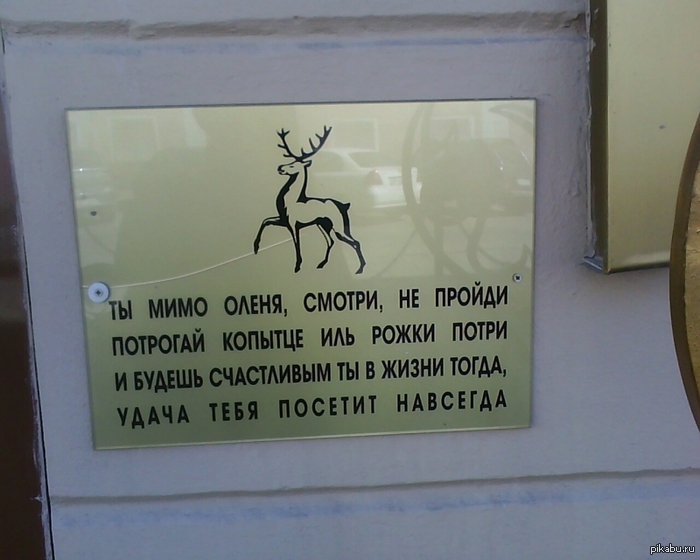 ТЫ МИМО ОЛЕНЯ, СМОТРИ, НЕ ПРОЙДИ
ПОТРОГАЙ КОПЫТЦЕ ИЛЬ РОЖКИ ПОТРИ
И БУДЕШЬ СЧАСТЛИВЫМ ТЫ В ЖИЗНИ ТОГДА,
УДАЧА ТЕБЯ ПОСЕТИТ НАВСЕГДА
pikabu.ru